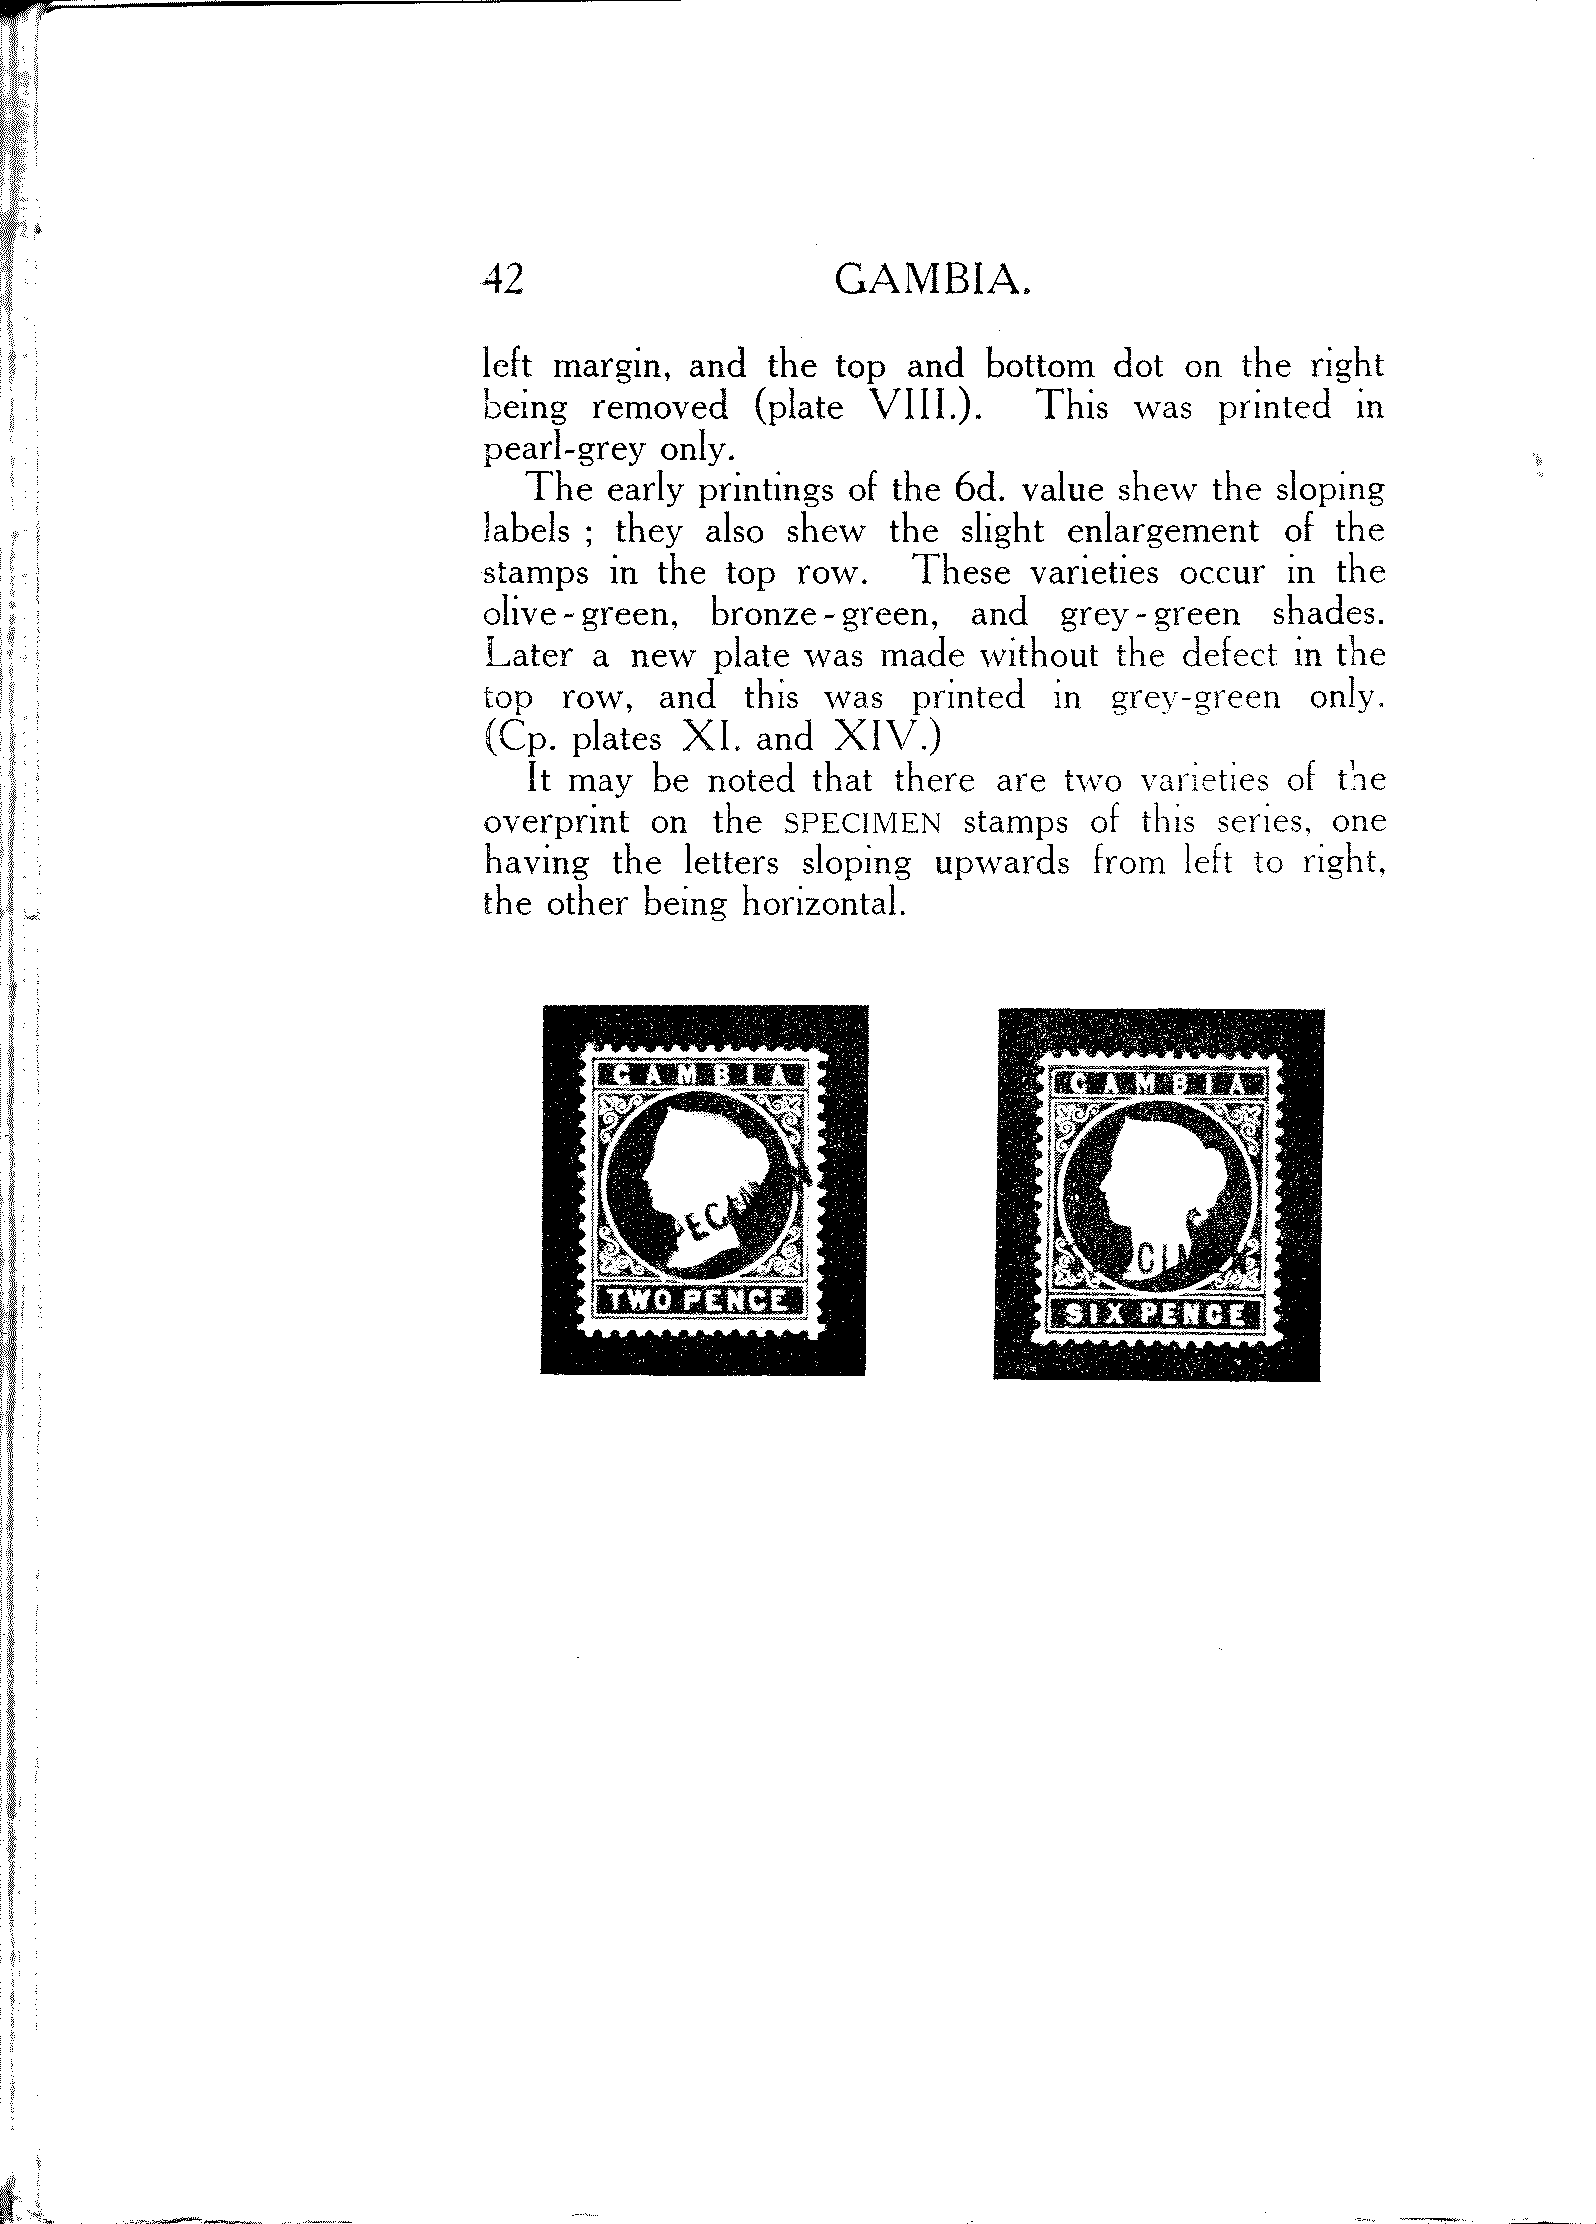 42 GAMBIA.
left margin, and the top and bottom dot on the right
being removed (plate VIII.). This was printed in
pearl-grey only.
The early printings of the 6d. value shew the sloping
labels ; they also shew the slight enlargement of the
stamps in the top row. These varieties occur in the
olive-green, bronze-green, and grey-green shades.
Later a new plate was made without the defect in the
top row, and this was printed in grey-green only.
(Cp. plates XI. and XIV.)
It may be noted that there are two varieties of the
overprint on the SPECIMEN stamps of this series, one
having the letters sloping upwards from left to right,
the other being horizontal.
GAMBIA
TWO PENCE
GAMBIA
SIX PENCE